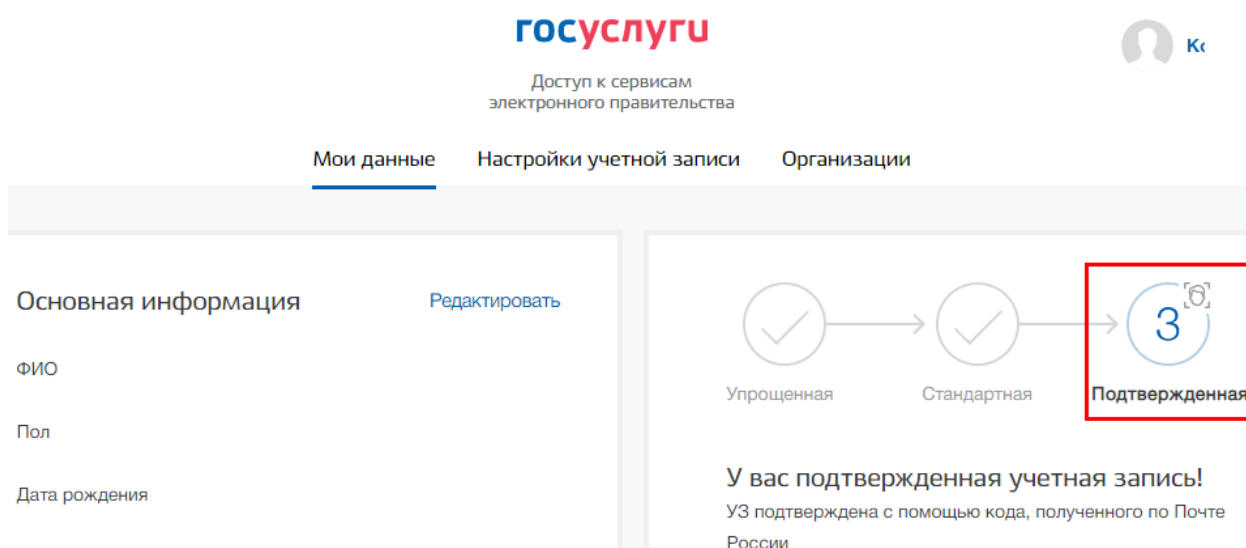 госуслуги
Доступ к сервисам
электронного правительства
Мои данные
Настройки учетной записи
Организации
Основная информация
Редактировать
ФИО
Пол
Дата рождения
3
Упрощенная
Стандартная
Подтвержденная
У вас подтвержденная учетная запись!
УЗ подтверждена с помощью кода, полученного по Почте
России